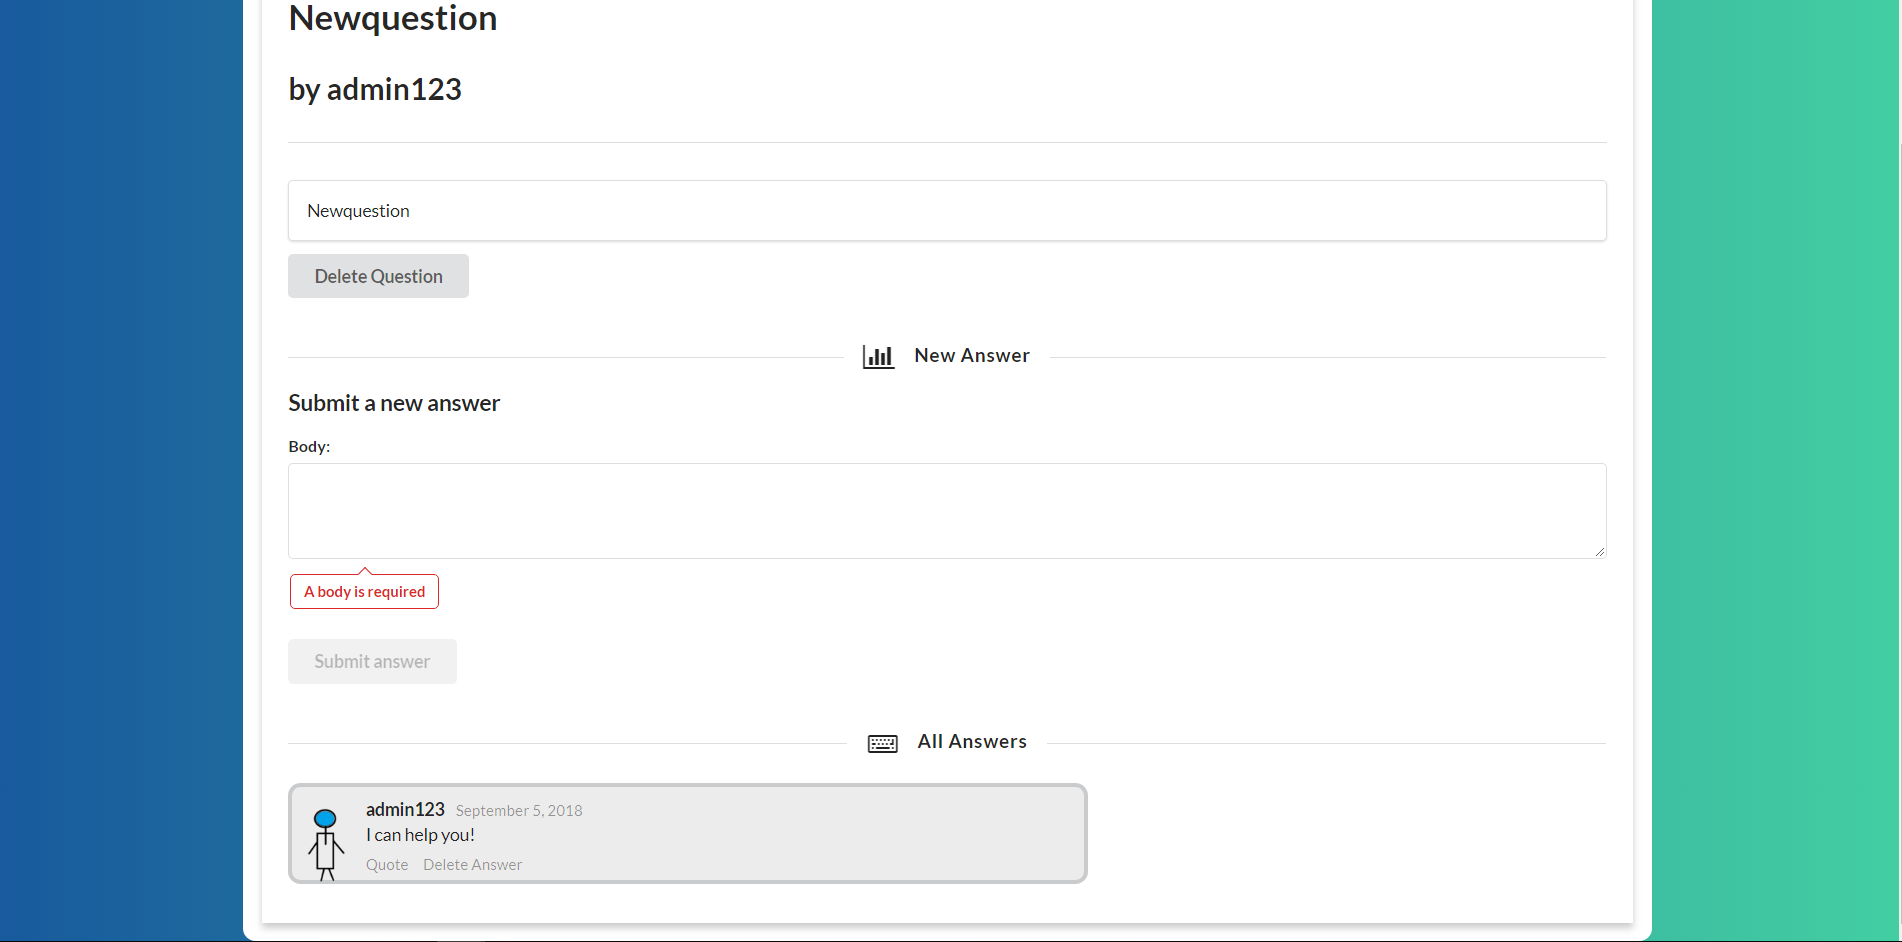 Newquestion
by admin123
Newquestion
Delete Question
New Answer
Submit a new answer
Body:
A body is required
Submit answer
All Answers
admin123 September 5, 2018
I can help you!
Quote Delete Answer